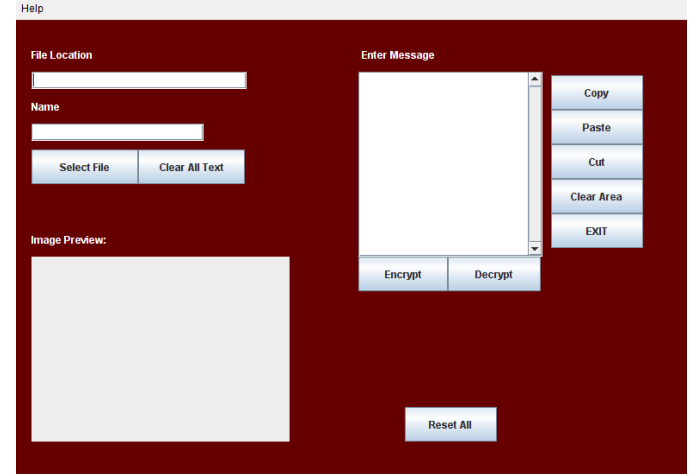 Help
File Location
Name
Select File
Clear All Text
Image Preview:
Enter Message
Encrypt
Decrypt
Copy
Paste
Cut
Clear Area
EXIT
Reset All